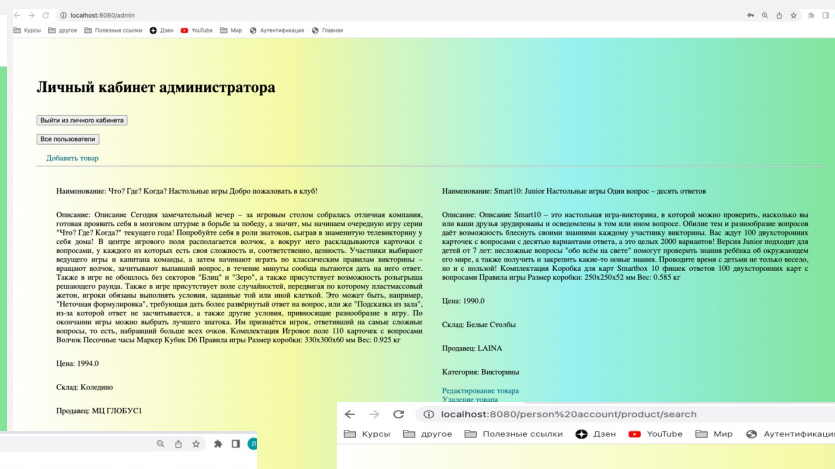 localhost:8080/admin
Курсы другое Полезные ссылки Дзен YouTube Мир Аутентификация Главная
Личный кабинет администратора
Выйти из личного кабинета
Все пользователи
Добавить товар
Наименование: Что? Где? Когда? Настольные игры Добро пожаловать в клуб!
Описание: Описание Сегодня замечательный вечер – за игровым столом собралась отличная компания,
готовая проявить себя в мозговом штурме в борьбе за победу, а значит, мы начинаем очередную игру серии
"Что? Где? Когда?" текущего года! Попробуйте себя в роли знатоков, сыграв в знаменитую телевикторину у
себя дома! В центре игрового поля располагается волчок, а вокруг него раскладываются карточки с
вопросами, у каждого из которых есть своя сложность и, соответственно, ценность. Участники выбирают
ведущего игры и капитана команды, а затем начинают играть по классическим правилам викторины –
вращают волчок, зачитывают выпавший вопрос, в течение минуты сообща пытаются дать на него ответ.
Также в игре не обошлось без секторов "Блиц" и "Зеро", а также присутствует возможность розыгрыша
решающего раунда. Также в игре присутствует поле случайностей, передвигая по которому пластмассовый
жетон, игроки обязаны выполнять условия, заданные той или иной клеткой. Это может быть, например,
"Неточная формулировка", требующая дать более развёрнутый ответ на вопрос, или же "Подсказка из зала",
из-за которой ответ не засчитывается, а также другие условия, привносящие разнообразие в игру. По
окончании игры можно выбрать лучшего знатока. Им признаётся игрок, ответивший на самые сложные
вопросы, то есть, набравший больше всех очков. Комплектация Игровое поле 110 карточек с вопросами
Волчок Песочные часы Маркер Кубик D6 Правила игры Размер коробки: 330x300x60 мм Вес: 0.925 кг
Цена: 1994.0
Склад: Коледино
Продавец: МЦ ГЛОБУС1
Наименование: Smart10: Junior Настольные игры Один вопрос – десять ответов
Описание: Описание Smart10 – это настольная игра-викторина, в которой можно проверить, насколько вы
или ваши друзья эрудированы и осведомлены в том или ином вопросе. Обилие тем и разнообразие вопросов
даёт возможность блеснуть своими знаниями каждому участнику викторины. Вас ждут 100 двухсторонних
карточек с вопросами с десятью вариантами ответа, а это целых 2000 вариантов! Версия Junior подходит для
детей от 7 лет: несложные вопросы "обо всём на свете" помогут проверить знания ребёнка об окружающем
его мире, а также получить и закрепить какие-то новые знания. Проводите время с детьми не только весело,
но и с пользой! Комплектация Коробка для карт Smartbox 10 фишек ответов 100 двухсторонних карт с
вопросами Правила игры Размер коробки: 250x250x52 мм Вес: 0.585 кг
Цена: 1990.0
Склад: Белые Столбы
Продавец: LAINA
Категория: Викторины
Редактирование товара
Удаление товара
localhost:8080/person%20account/product/search
Курсы другое Полезные ссылки Дзен YouTube Мир Аутентификаци